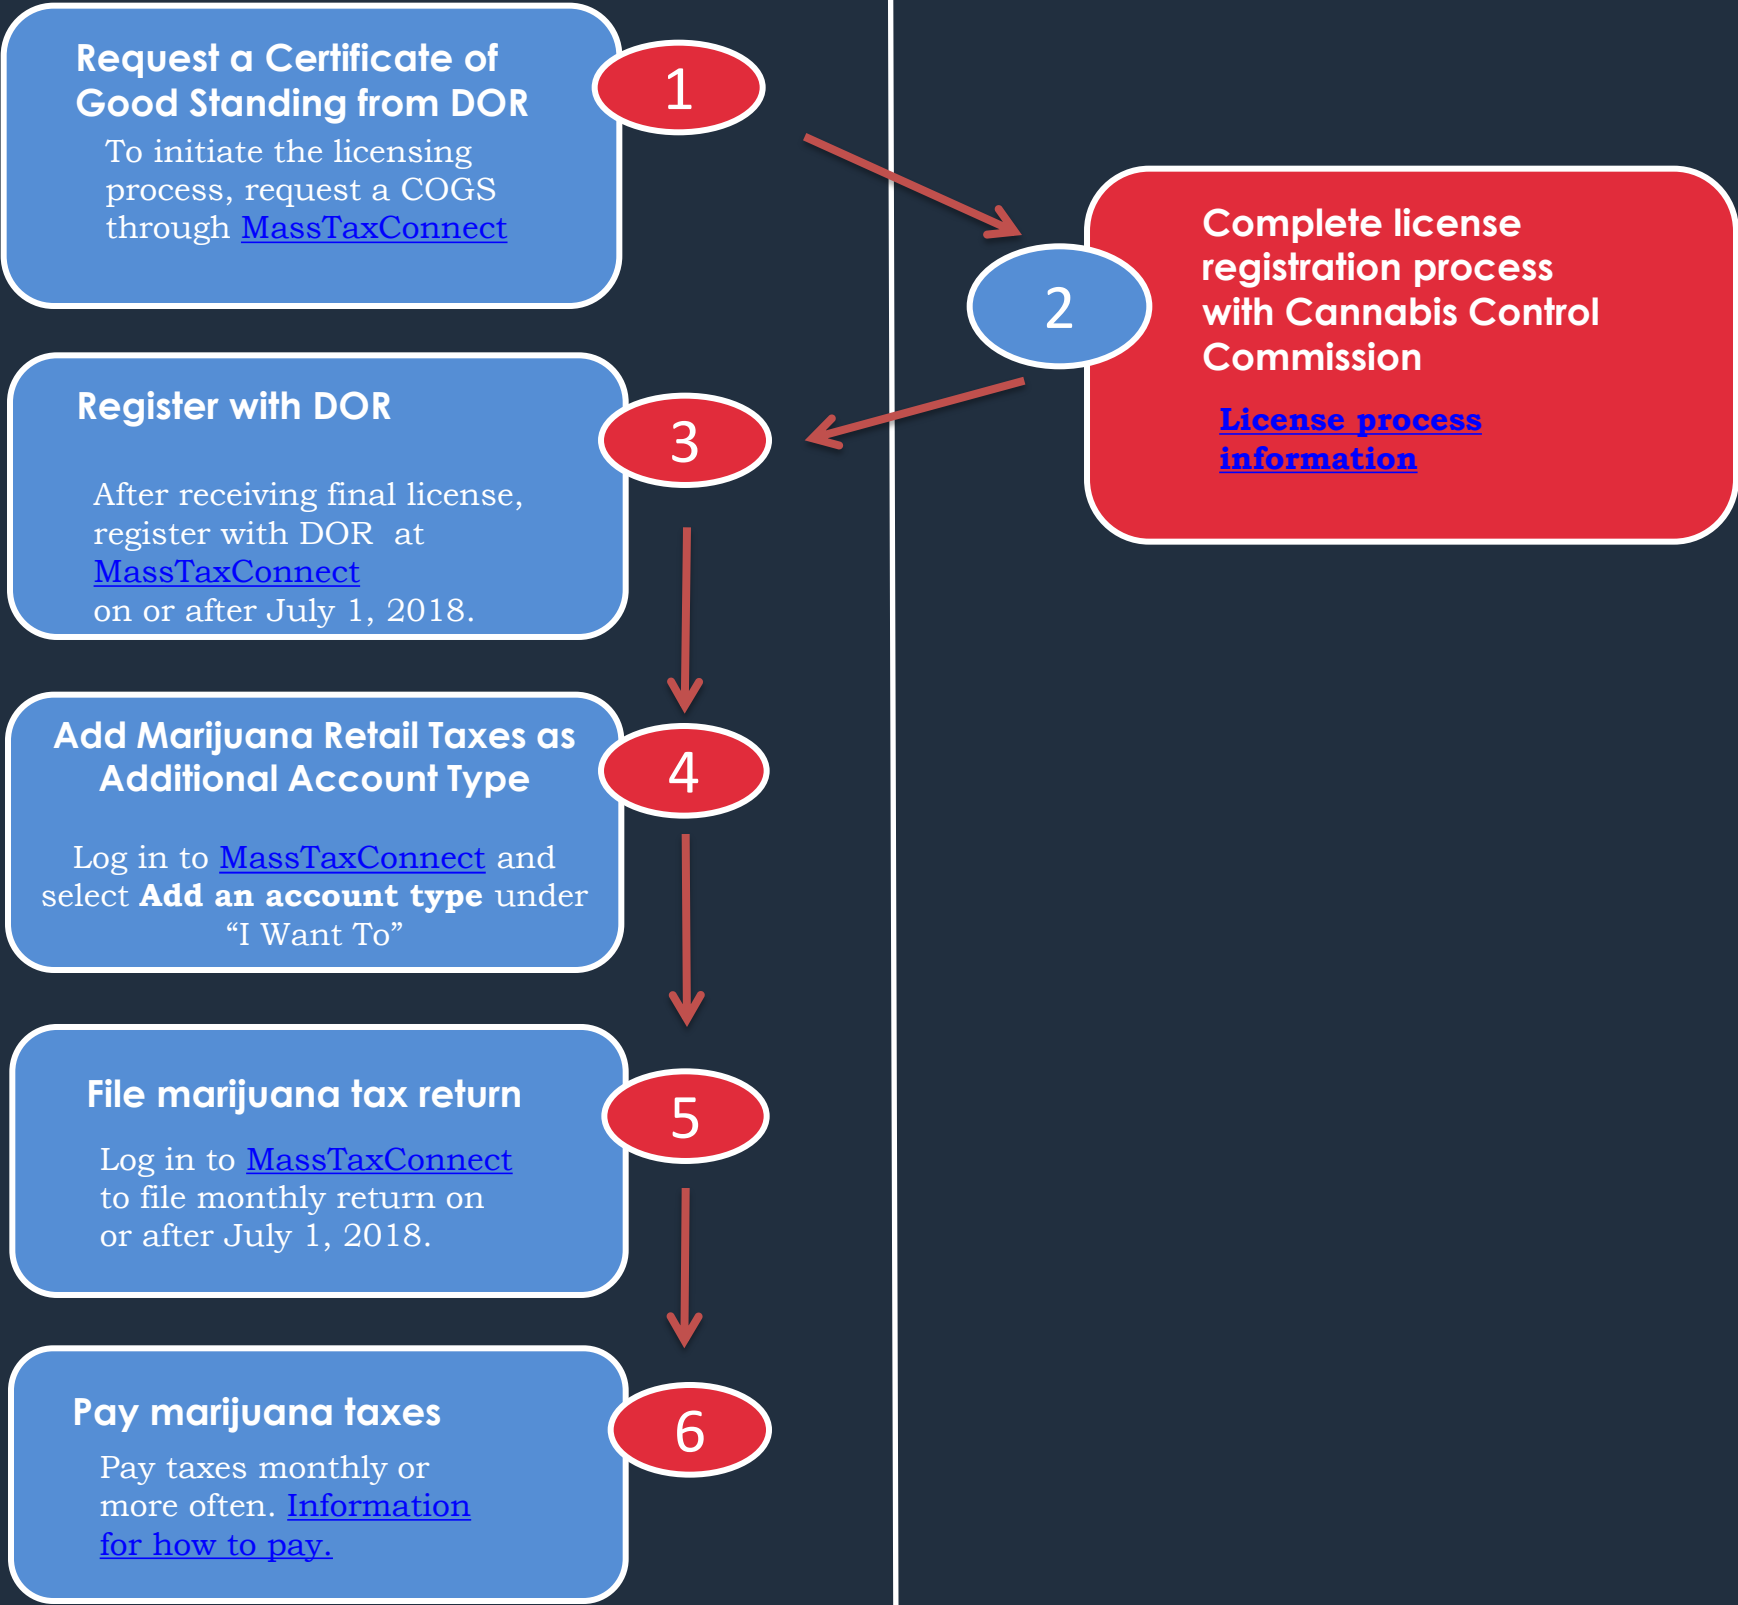 Request a Certificate of
Good Standing from DOR
To initiate the licensing
process, request a COGS
through MassTaxConnect
1
2
Complete license
registration process
with Cannabis Control
Commission
License process
information
Register with DOR
After receiving final license,
register with DOR at
MassTaxConnect
on or after July 1, 2018.
3
Add Marijuana Retail Taxes as
Additional Account Type
Log in to MassTaxConnect and
select Add an account type under
“I Want To”
4
File marijuana tax return
Log in to MassTaxConnect
to file monthly return on
or after July 1, 2018.
5
Pay marijuana taxes
Pay taxes monthly or
more often. Information
for how to pay.
6